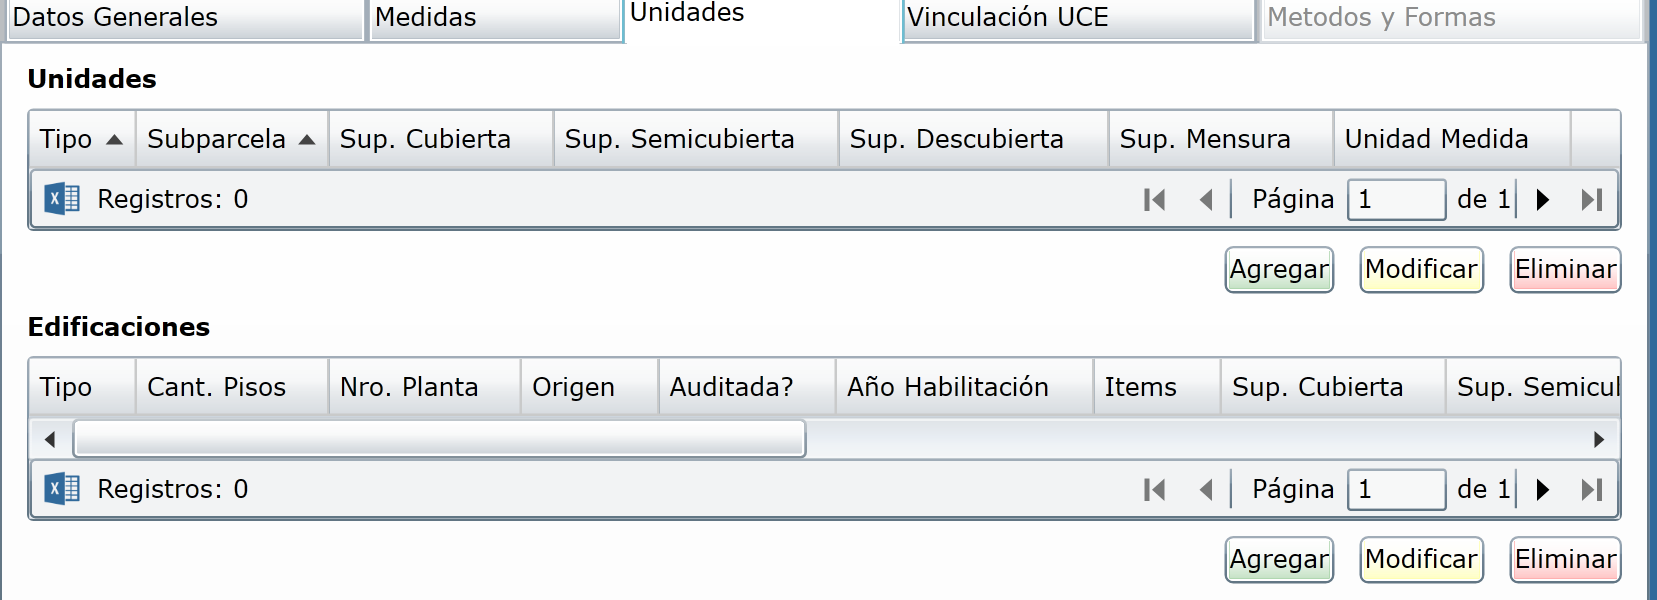 Datos Generales Medidas Unidades Vinculación UCE Metodos y Formas
Unidades
Tipo Subparcela Sup. Cubierta Sup. Semicubierta Sup. Descubierta Sup. Mensura Unidad Medida
X Registros: 0 Página 1 de 1
Agregar Modificar Eliminar
Edificaciones
Tipo Cant. Pisos Nro. Planta Origen Auditada? Año Habilitación Items Sup. Cubierta Sup. Semicul
X Registros: 0 Página 1 de 1
Agregar Modificar Eliminar